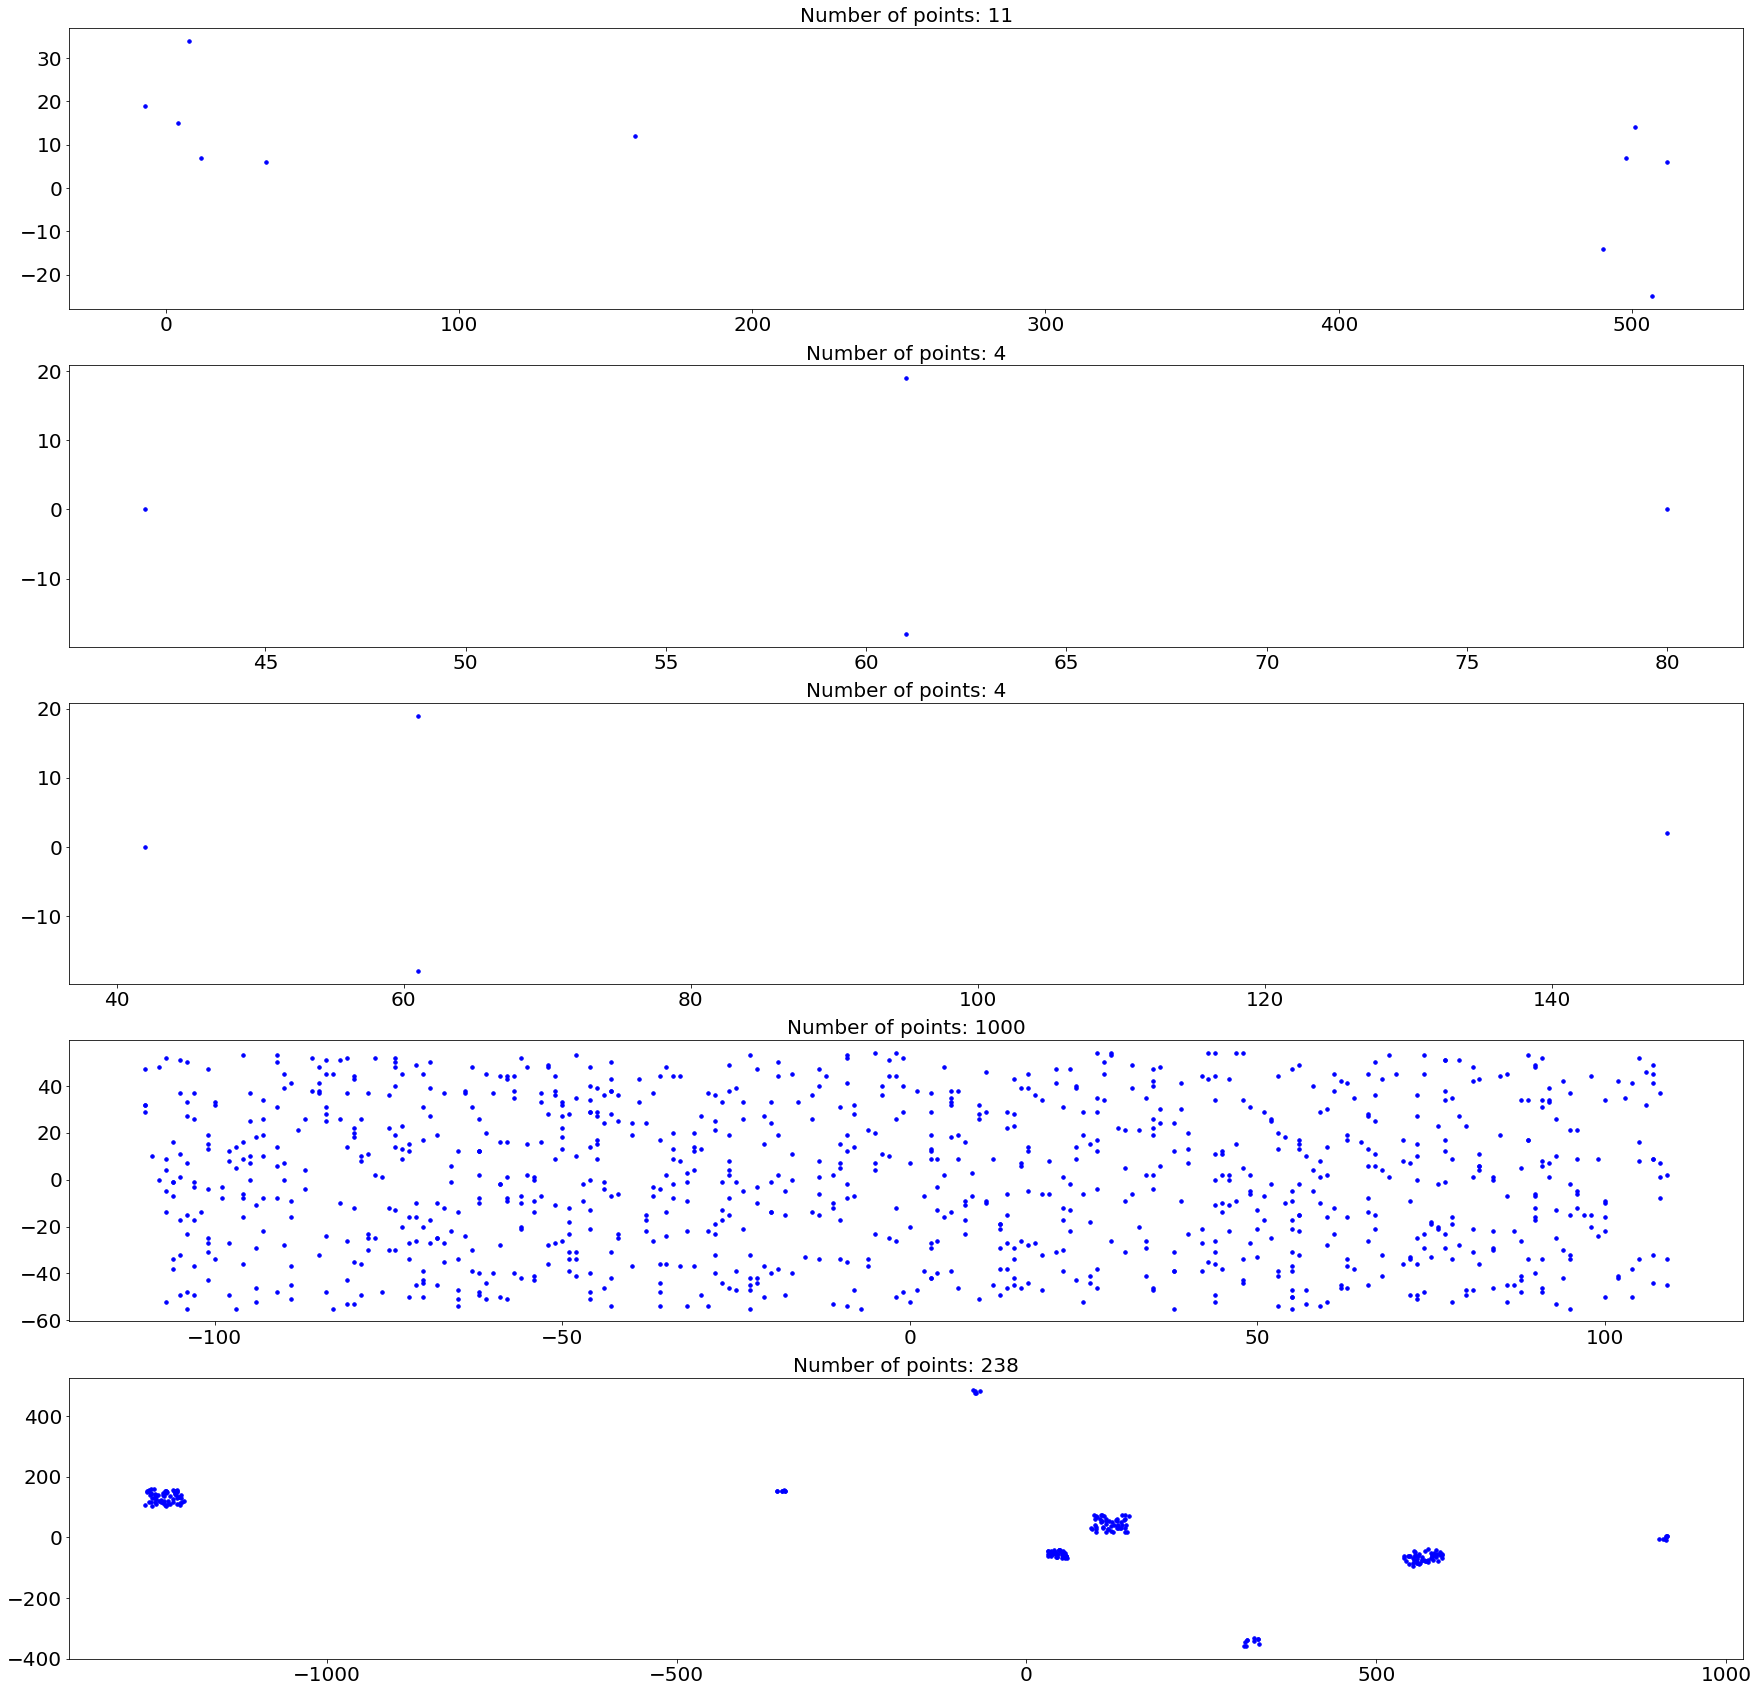 Number of points: 11
30
20
10
0
−10
−20
0 100 200 300 400 500
Number of points: 4
20
10
0
−10
45 50 55 60 65 70 75 80
Number of points: 4
20
10
0
−10
40 60 80 100 120 140
Number of points: 1000
40
20
0
−20
−40
−60
−100 −50 0 50 100
Number of points: 238
400
200
0
−200
−400
−1000 −500 0 500 1000